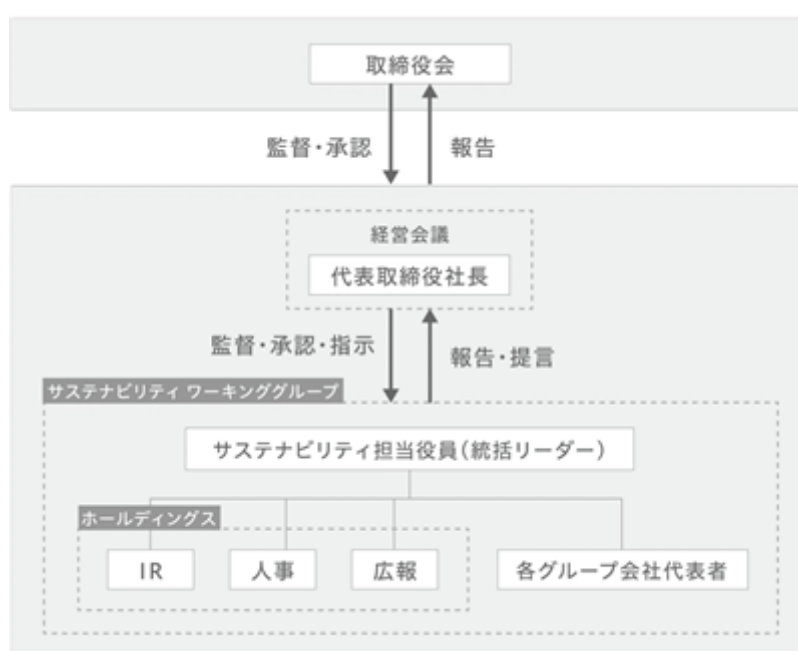 取締役会
監督・承認
報告
経営会議
代表取締役社長
監督・承認・指示
報告・提言
サステナビリティ ワーキンググループ
サステナビリティ担当役員(統括リーダー)
ホールディングス
IR
人事
広報
各グループ会社代表者